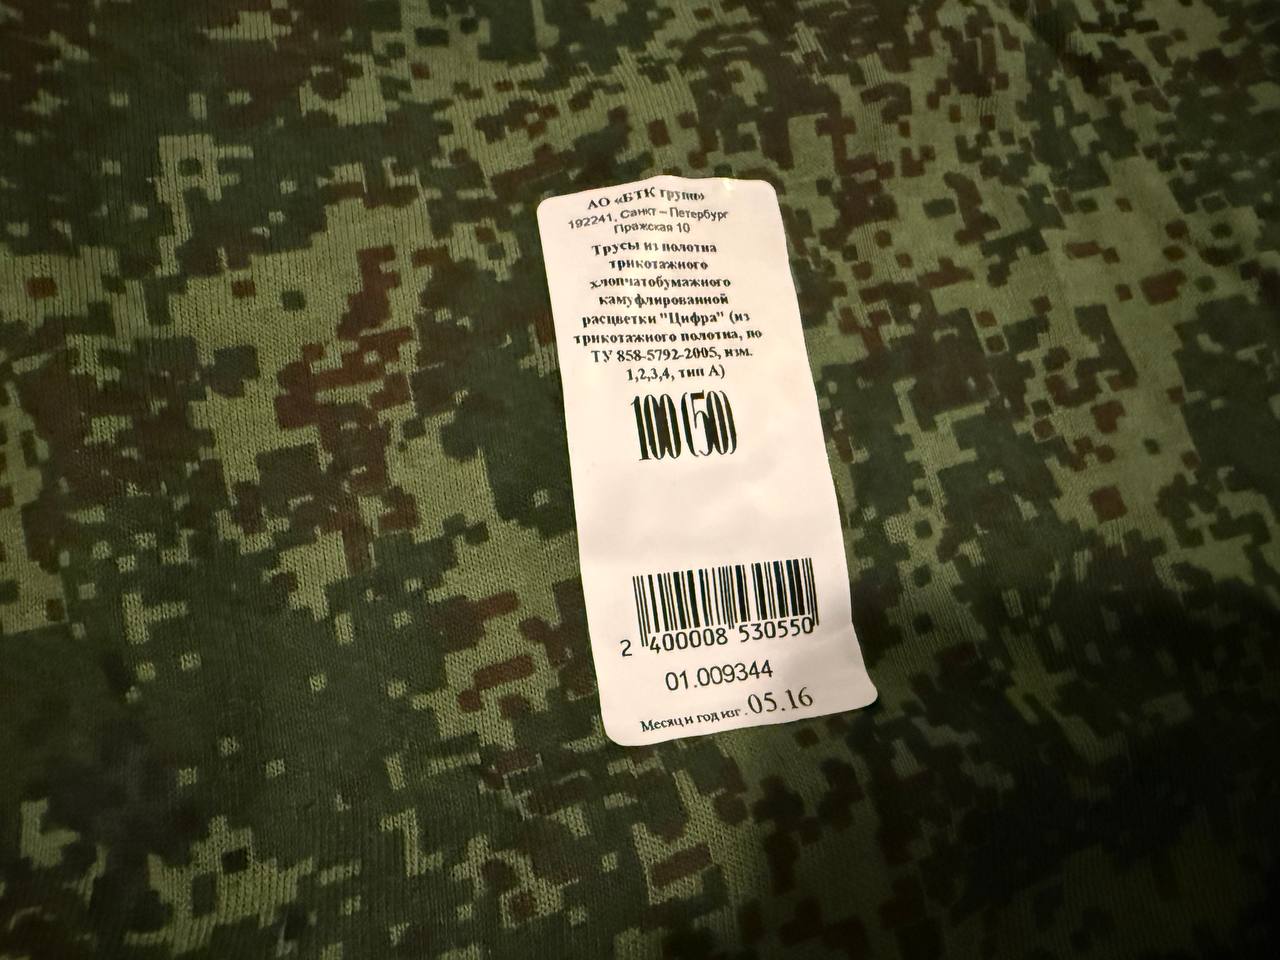 АО «БТК групп»
192241, Санкт – Петербург
Пражская 10
Трусы из полотна
трикотажного
хлопчатобумажного
камуфлированной
расцветки "Цифра" (из
трикотажного полотна, по
ТУ 858-5792-2005, изм.
1,2,3,4, тип А)
100 (50)
2 400008 530550
01.009344
Месяц и год изг .05.16